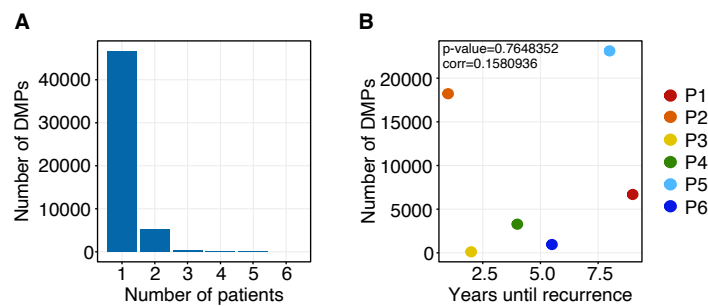 A
Number of DMPs
40000
30000
20000
10000
0
1 2 3 4 5 6
Number of patients
B
p-value=0.7648352
corr=0.1580936
Number of DMPs
20000
15000
10000
5000
0
2.5 5.0 7.5
Years until recurrence
P1
P2
P3
P4
P5
P6